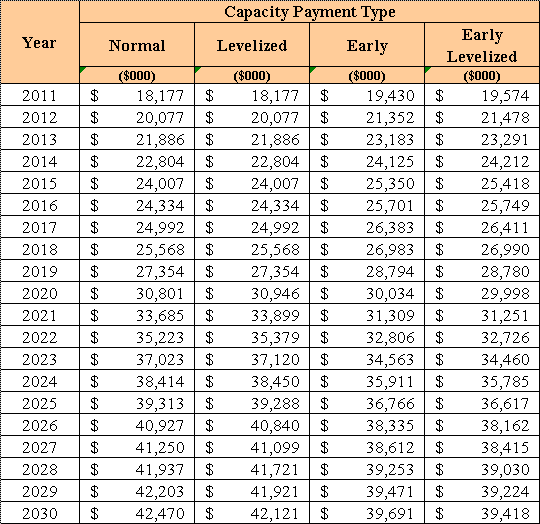 Capacity Payment Type
Year Normal Levelized Early Early Levelized
($000) ($000) ($000) ($000)
2011 $ 18,177 $ 18,177 $ 19,430 $ 19,574
2012 $ 20,077 $ 20,077 $ 21,352 $ 21,478
2013 $ 21,886 $ 21,886 $ 23,183 $ 23,291
2014 $ 22,804 $ 22,804 $ 24,125 $ 24,212
2015 $ 24,007 $ 24,007 $ 25,350 $ 25,418
2016 $ 24,334 $ 24,334 $ 25,701 $ 25,749
2017 $ 24,992 $ 24,992 $ 26,383 $ 26,411
2018 $ 25,568 $ 25,568 $ 26,983 $ 26,990
2019 $ 27,354 $ 27,354 $ 28,794 $ 28,780
2020 $ 30,801 $ 30,946 $ 30,034 $ 29,998
2021 $ 33,685 $ 33,899 $ 31,309 $ 31,251
2022 $ 35,223 $ 35,379 $ 32,806 $ 32,726
2023 $ 37,023 $ 37,120 $ 34,563 $ 34,460
2024 $ 38,414 $ 38,450 $ 35,911 $ 35,785
2025 $ 39,313 $ 39,288 $ 36,766 $ 36,617
2026 $ 40,927 $ 40,840 $ 38,335 $ 38,162
2027 $ 41,250 $ 41,099 $ 38,612 $ 38,415
2028 $ 41,937 $ 41,721 $ 39,253 $ 39,030
2029 $ 42,203 $ 41,921 $ 39,471 $ 39,224
2030 $ 42,470 $ 42,121 $ 39,691 $ 39,418